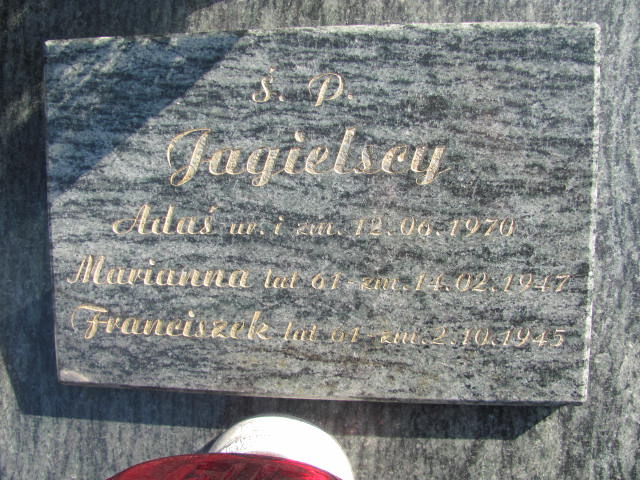 Ś. P.
Jagielscy
Adaś ur. i zm. 12.06.1970
Marianna lat 61 - zm. 14.02.1947
Franciszek lat 61 - zm. 2.10.1945